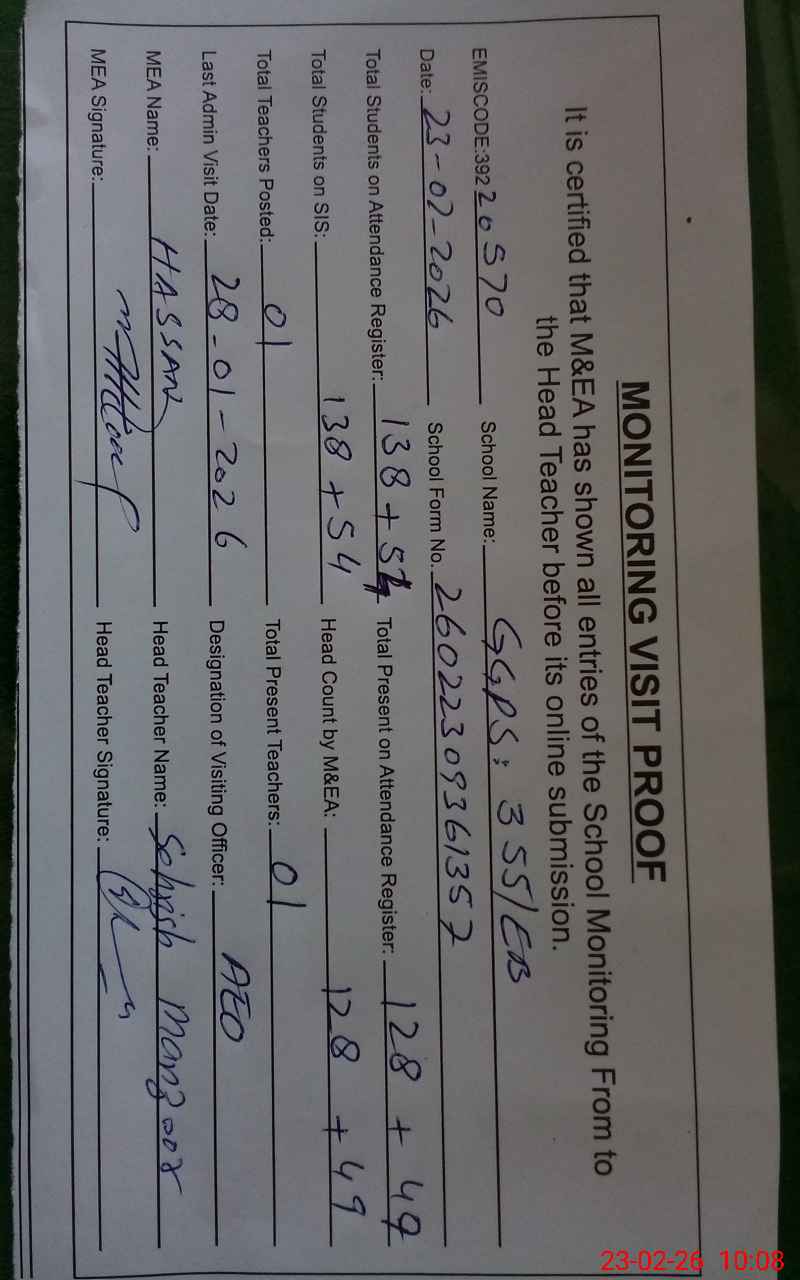 MONITORING VISIT PROOF
It is certified that M&EA has shown all entries of the School Monitoring From to
the Head Teacher before its online submission.
EMISCODE:392 20570 School Name: GGPS: 355/EB
Date: 23-02-2026 School Form No. 26022309361357
Total Students on Attendance Register: 138 + 54 Total Present on Attendance Register: 128 + 49
Total Students on SIS: 138 + 54 Head Count by M&EA: 128 + 49
Total Teachers Posted: 01 Total Present Teachers: 01
Last Admin Visit Date: 28-01-2026 Designation of Visiting Officer: AEO
MEA Name: HASSAN Head Teacher Name: Sehrish Manzoor
MEA Signature: Head Teacher Signature:
23-02-26 10:08